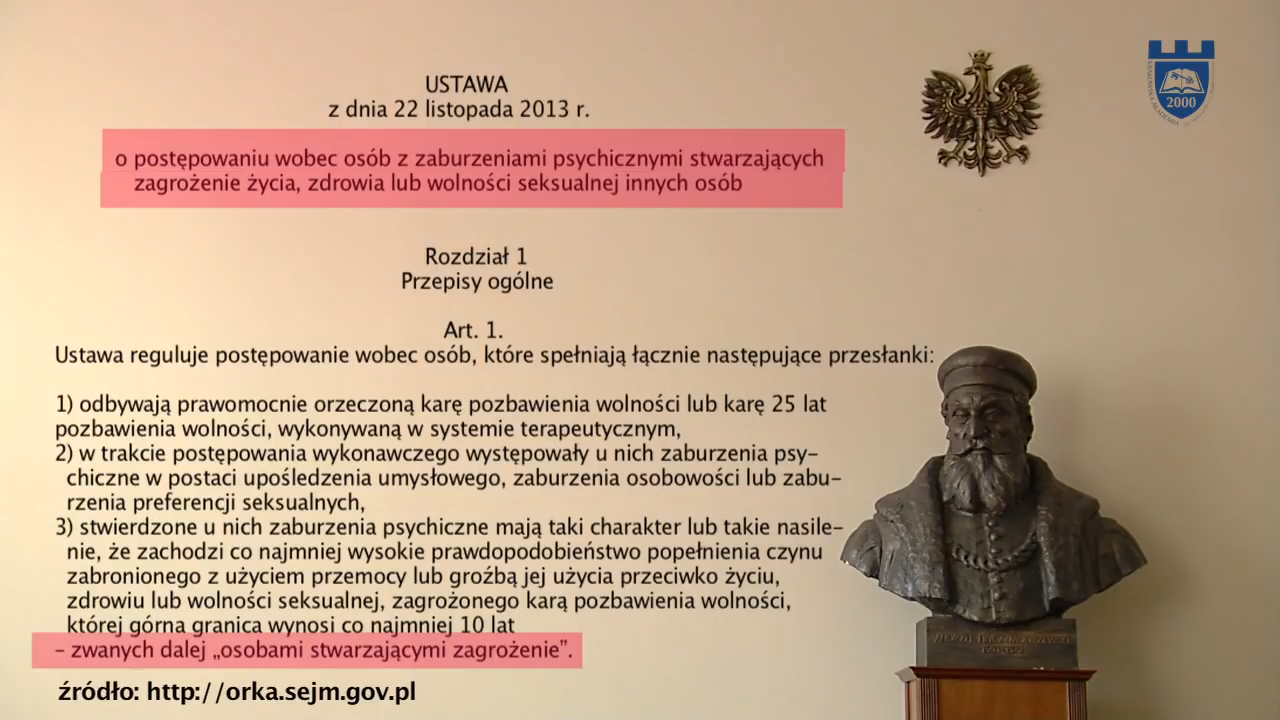 USTAWA
z dnia 22 listopada 2013 r.
o postępowaniu wobec osób z zaburzeniami psychicznymi stwarzających
zagrożenie życia, zdrowia lub wolności seksualnej innych osób
Rozdział 1
Przepisy ogólne
Art. 1.
Ustawa reguluje postępowanie wobec osób, które spełniają łącznie następujące przesłanki:
1) odbywają prawomocnie orzeczoną karę pozbawienia wolności lub karę 25 lat
pozbawienia wolności, wykonywaną w systemie terapeutycznym,
2) w trakcie postępowania wykonawczego występowały u nich zaburzenia psy–
chiczne w postaci upośledzenia umysłowego, zaburzenia osobowości lub zabu–
rzenia preferencji seksualnych,
3) stwierdzone u nich zaburzenia psychiczne mają taki charakter lub takie nasile–
nie, że zachodzi co najmniej wysokie prawdopodobieństwo popełnienia czynu
zabronionego z użyciem przemocy lub groźbą jej użycia przeciwko życiu,
zdrowiu lub wolności seksualnej, zagrożonego karą pozbawienia wolności,
której górna granica wynosi co najmniej 10 lat
– zwanych dalej „osobami stwarzającymi zagrożenie”.
źródło: http://orka.sejm.gov.pl
2000